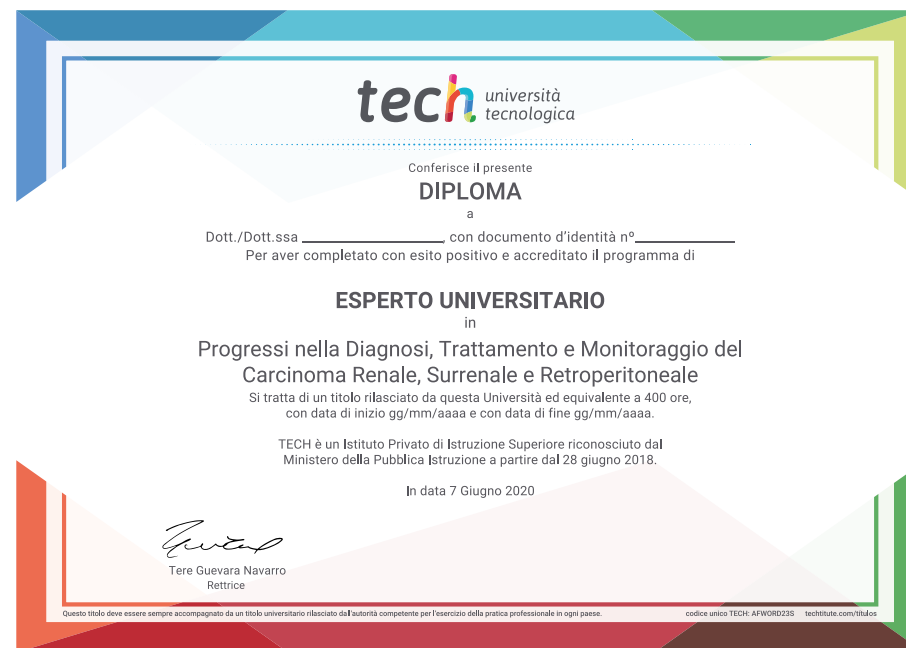 tech università
tecnologica
Conferisce il presente
DIPLOMA
a
Dott./Dott.ssa ____________________, con documento d'identità nº______________
Per aver completato con esito positivo e accreditato il programma di
ESPERTO UNIVERSITARIO
in
Progressi nella Diagnosi, Trattamento e Monitoraggio del
Carcinoma Renale, Surrenale e Retroperitoneale
Si tratta di un titolo rilasciato da questa Università ed equivalente a 400 ore,
con data di inizio gg/mm/aaaa e con data di fine gg/mm/aaaa.
TECH è un Istituto Privato di Istruzione Superiore riconosciuto dal
Ministero della Pubblica Istruzione a partire dal 28 giugno 2018.
In data 7 Giugno 2020
Tere Guevara Navarro
Rettrice
Questo titolo deve essere sempre accompagnato da un titolo universitario rilasciato dall'autorità competente per l'esercizio della pratica professionale in ogni paese. codice unico TECH: AFWORD23S techtitute.com/titulos